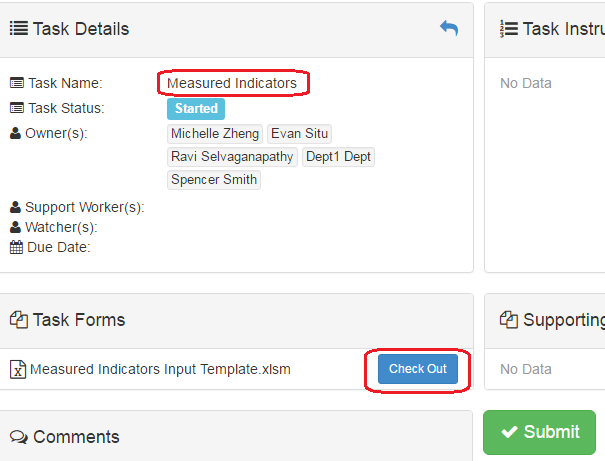 Task Details
Task Name: Measured Indicators
Task Status: Started
Owner(s): Michelle Zheng Evan Situ
Ravi Selvaganapathy Dept1 Dept
Spencer Smith
Support Worker(s):
Watcher(s):
Due Date:
Task Instru
No Data
Task Forms
Measured Indicators Input Template.xlsm Check Out
Supporting
No Data
Comments
Submit